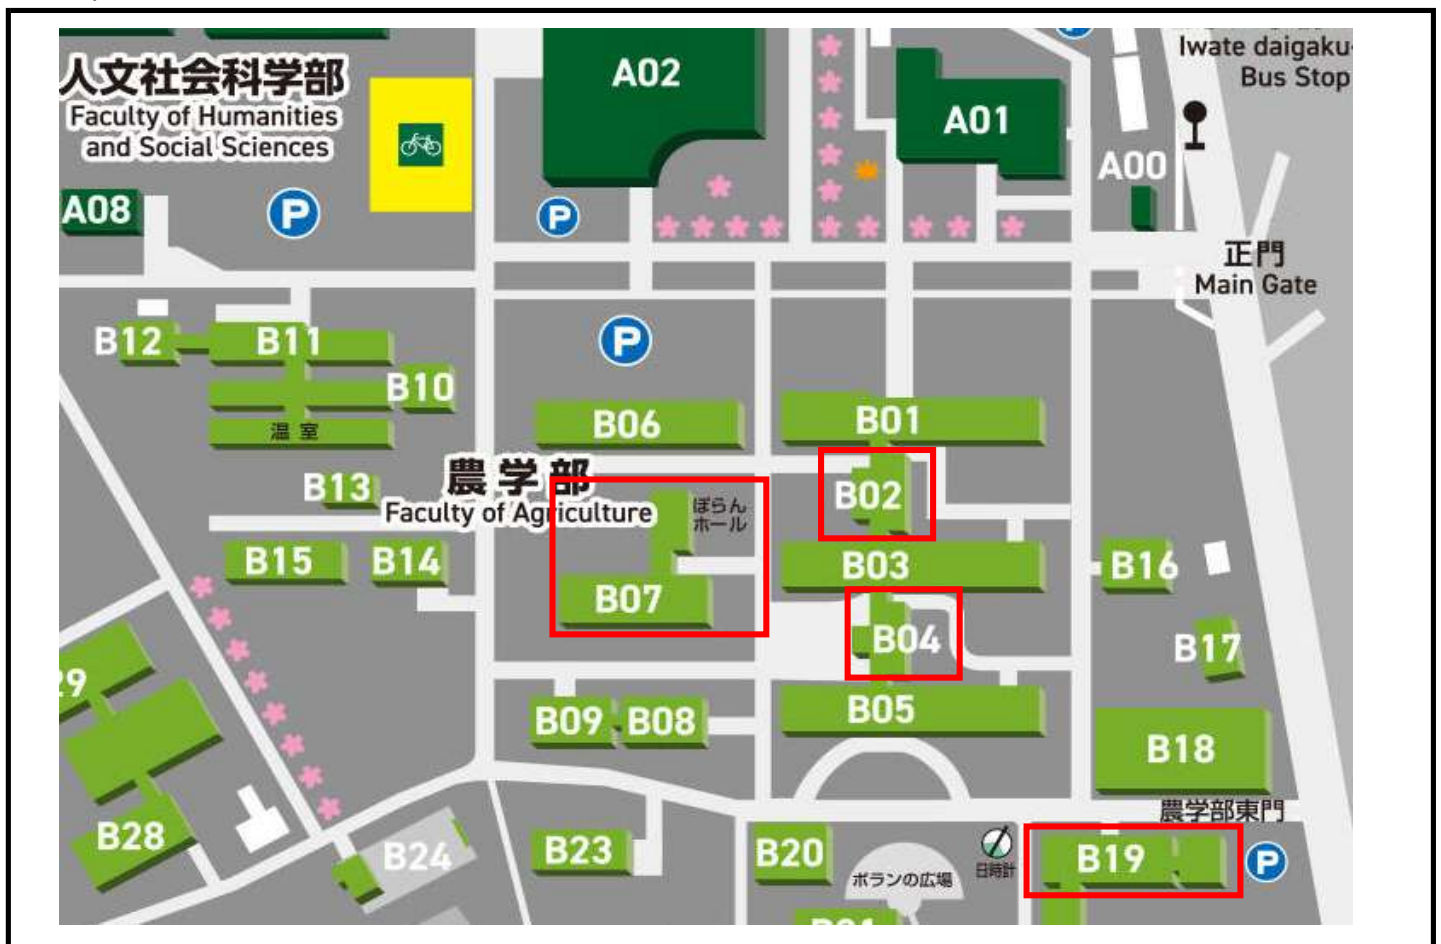 人文社会科学部
Faculty of Humanities
and Social Sciences
A02
A01
Iwate daigaku-
Bus Stop
A00
A08
P
P
正門
Main Gate
B12
B11
B10
温室
P
B06
B01
B13
農学部
Faculty of Agriculture
ぽらん
ホール
B02
B15
B14
B07
B03
B16
B04
B17
29
B09
B08
B05
B18
農学部東門
B28
B24
B23
B20
ポランの広場
日時計
B19
P